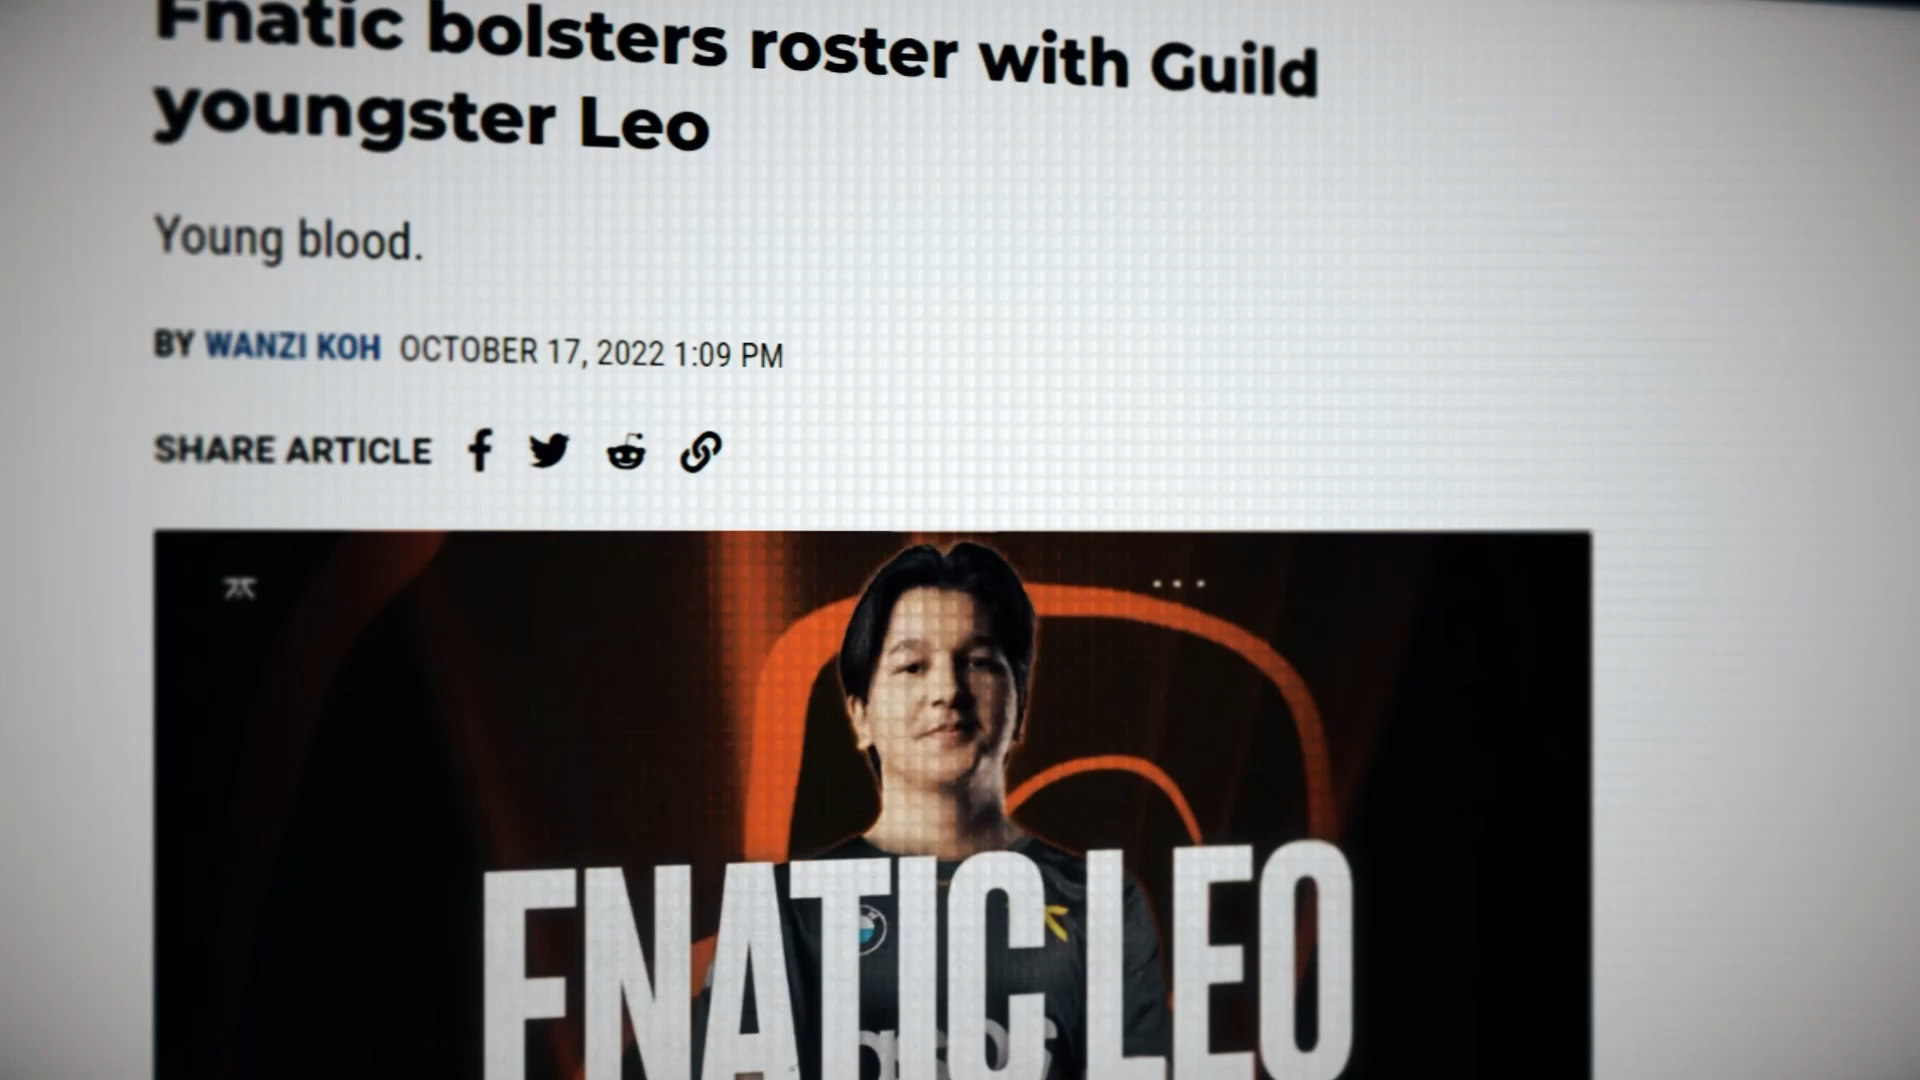 Fnatic bolsters roster with Guild
youngster Leo
Young blood.
BY WANZI KOH OCTOBER 17, 2022 1:09 PM
SHARE ARTICLE
FNATIC LEO
asos